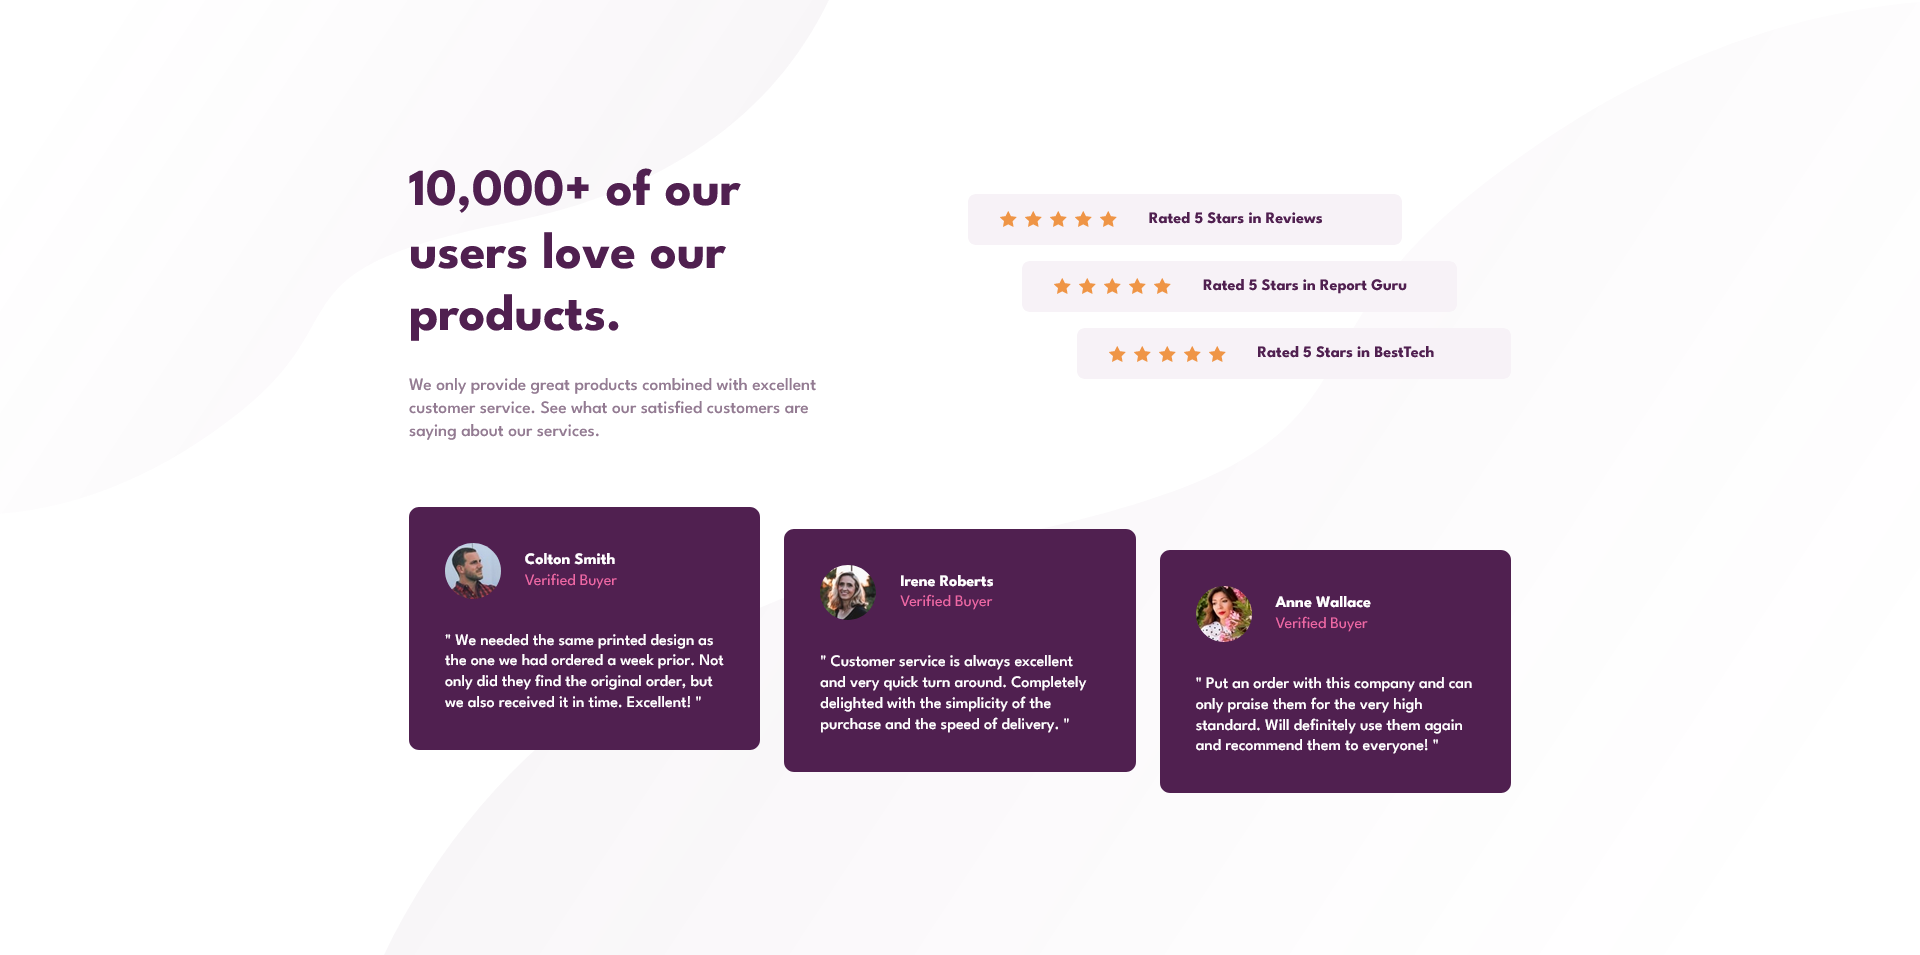 10,000+ of our
users love our
products.
We only provide great products combined with excellent
customer service. See what our satisfied customers are
saying about our services.
Rated 5 Stars in Reviews
Rated 5 Stars in Report Guru
Rated 5 Stars in BestTech
Colton Smith
Verified Buyer
" We needed the same printed design as
the one we had ordered a week prior. Not
only did they find the original order, but
we also received it in time. Excellent! "
Irene Roberts
Verified Buyer
" Customer service is always excellent
and very quick turn around. Completely
delighted with the simplicity of the
purchase and the speed of delivery. "
Anne Wallace
Verified Buyer
" Put an order with this company and can
only praise them for the very high
standard. Will definitely use them again
and recommend them to everyone! "